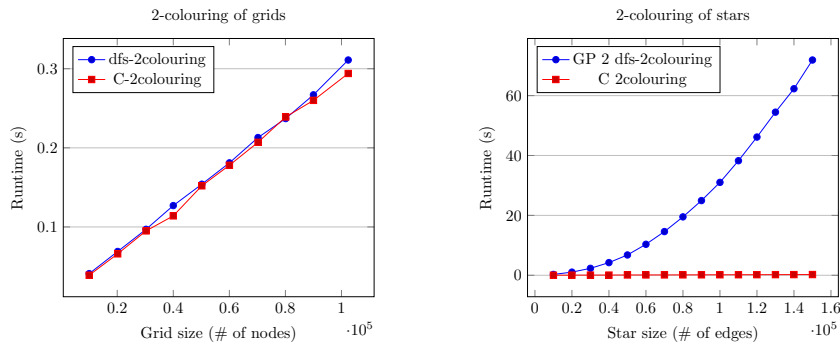 2-colouring of grids
dfs-2colouring
C-2colouring
0.3
0.2
0.1
Runtime (s)
0.2 0.4 0.6 0.8 1
·10^5
Grid size (# of nodes)
2-colouring of stars
GP 2 dfs-2colouring
C 2colouring
60
40
20
0
Runtime (s)
0 0.2 0.4 0.6 0.8 1 1.2 1.4 1.6
·10^5
Star size (# of edges)